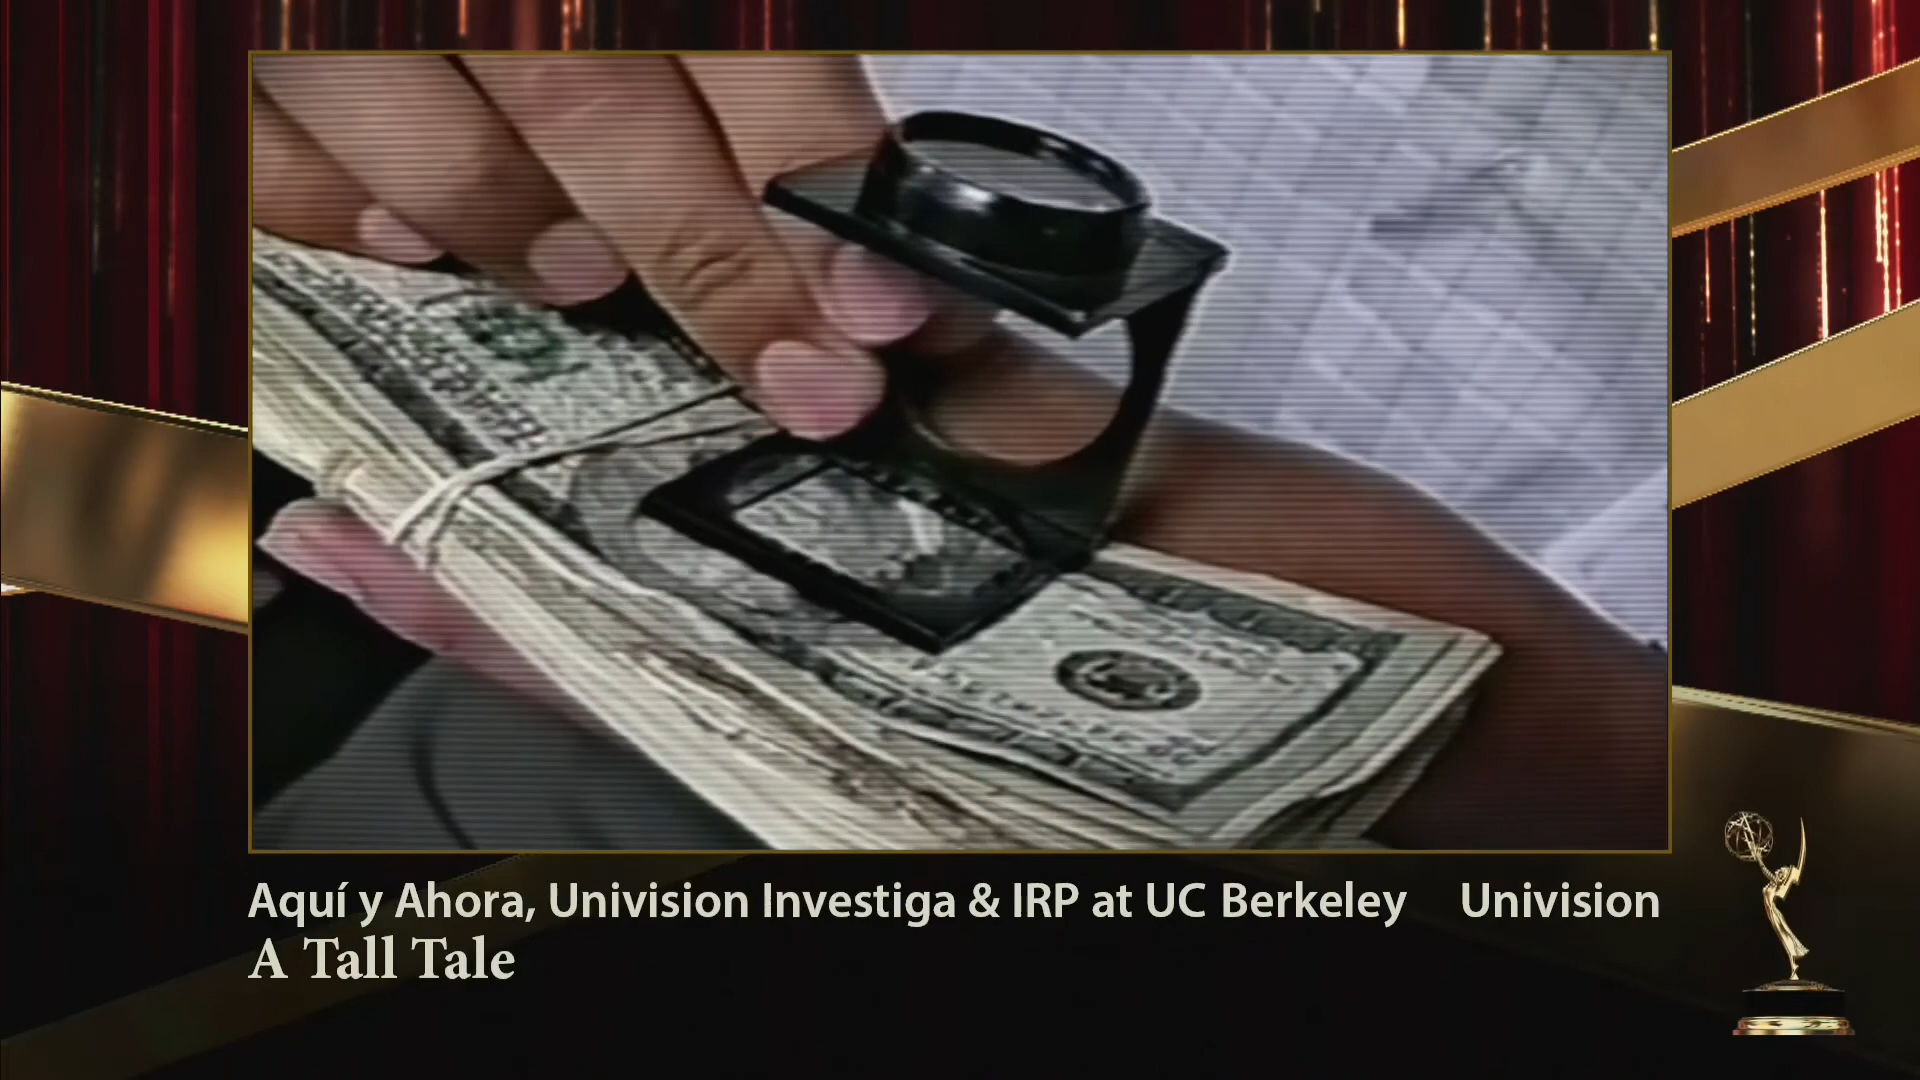 Aquí y Ahora, Univision Investiga & IRP at UC Berkeley Univision
A Tall Tale